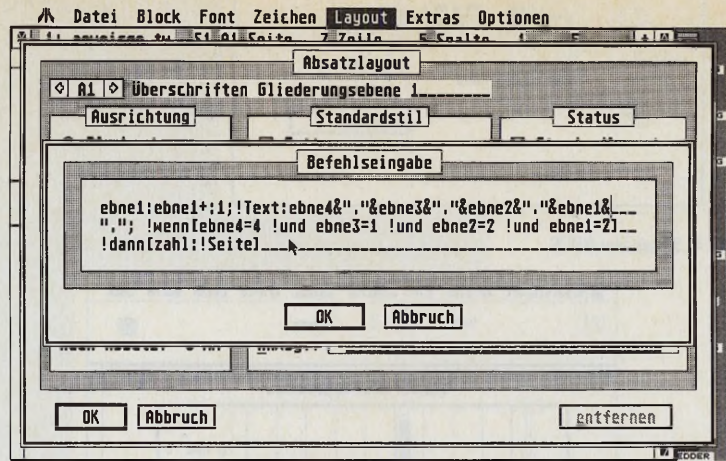 Datei Block Font Zeichen Layout Extras Optionen
Absatzlayout
A1 Überschriften Gliederungsebene 1
Ausrichtung Standardstil Status
Befehlseingabe
ebne1:ebne1+:1;!Text:ebne4&"."&ebne3&"."&ebne2&"."&ebne1&
"."; !wenn[ebne4=4 !und ebne3=1 !und ebne2=2 !und ebne1=2]
!dann[zahl:!Seite]
OK Abbruch
OK Abbruch entfernen
EDDER